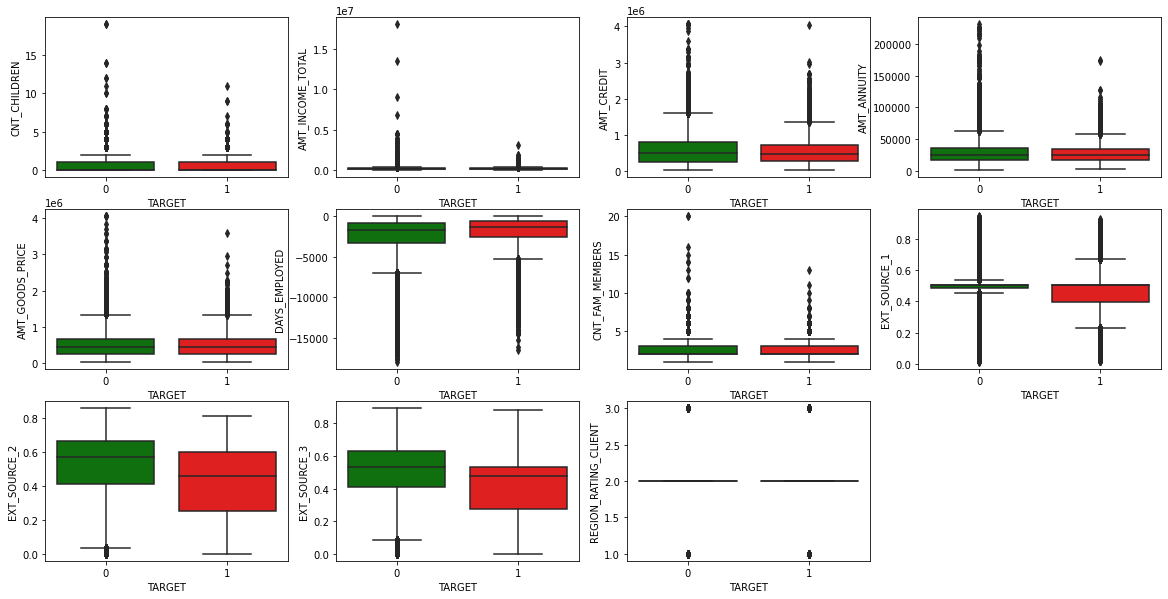 CNT_CHILDREN
15
10
5
0
0
1
TARGET
1e7
AMT_INCOME_TOTAL
1.5
1.0
0.5
0.0
0
1
TARGET
1e6
AMT_CREDIT
4
3
2
1
0
0
1
TARGET
AMT_ANNUITY
200000
150000
100000
50000
0
0
1
TARGET
1e6
AMT_GOODS_PRICE
4
3
2
1
0
0
1
TARGET
DAYS_EMPLOYED
0
−5000
−10000
−15000
0
1
TARGET
CNT_FAM_MEMBERS
20
15
10
5
0
1
TARGET
EXT_SOURCE_1
0.8
0.6
0.4
0.2
0.0
0
1
TARGET
EXT_SOURCE_2
0.8
0.6
0.4
0.2
0.0
0
1
TARGET
EXT_SOURCE_3
0.8
0.6
0.4
0.2
0.0
0
1
TARGET
REGION_RATING_CLIENT
3.0
2.5
2.0
1.5
1.0
0
1
TARGET